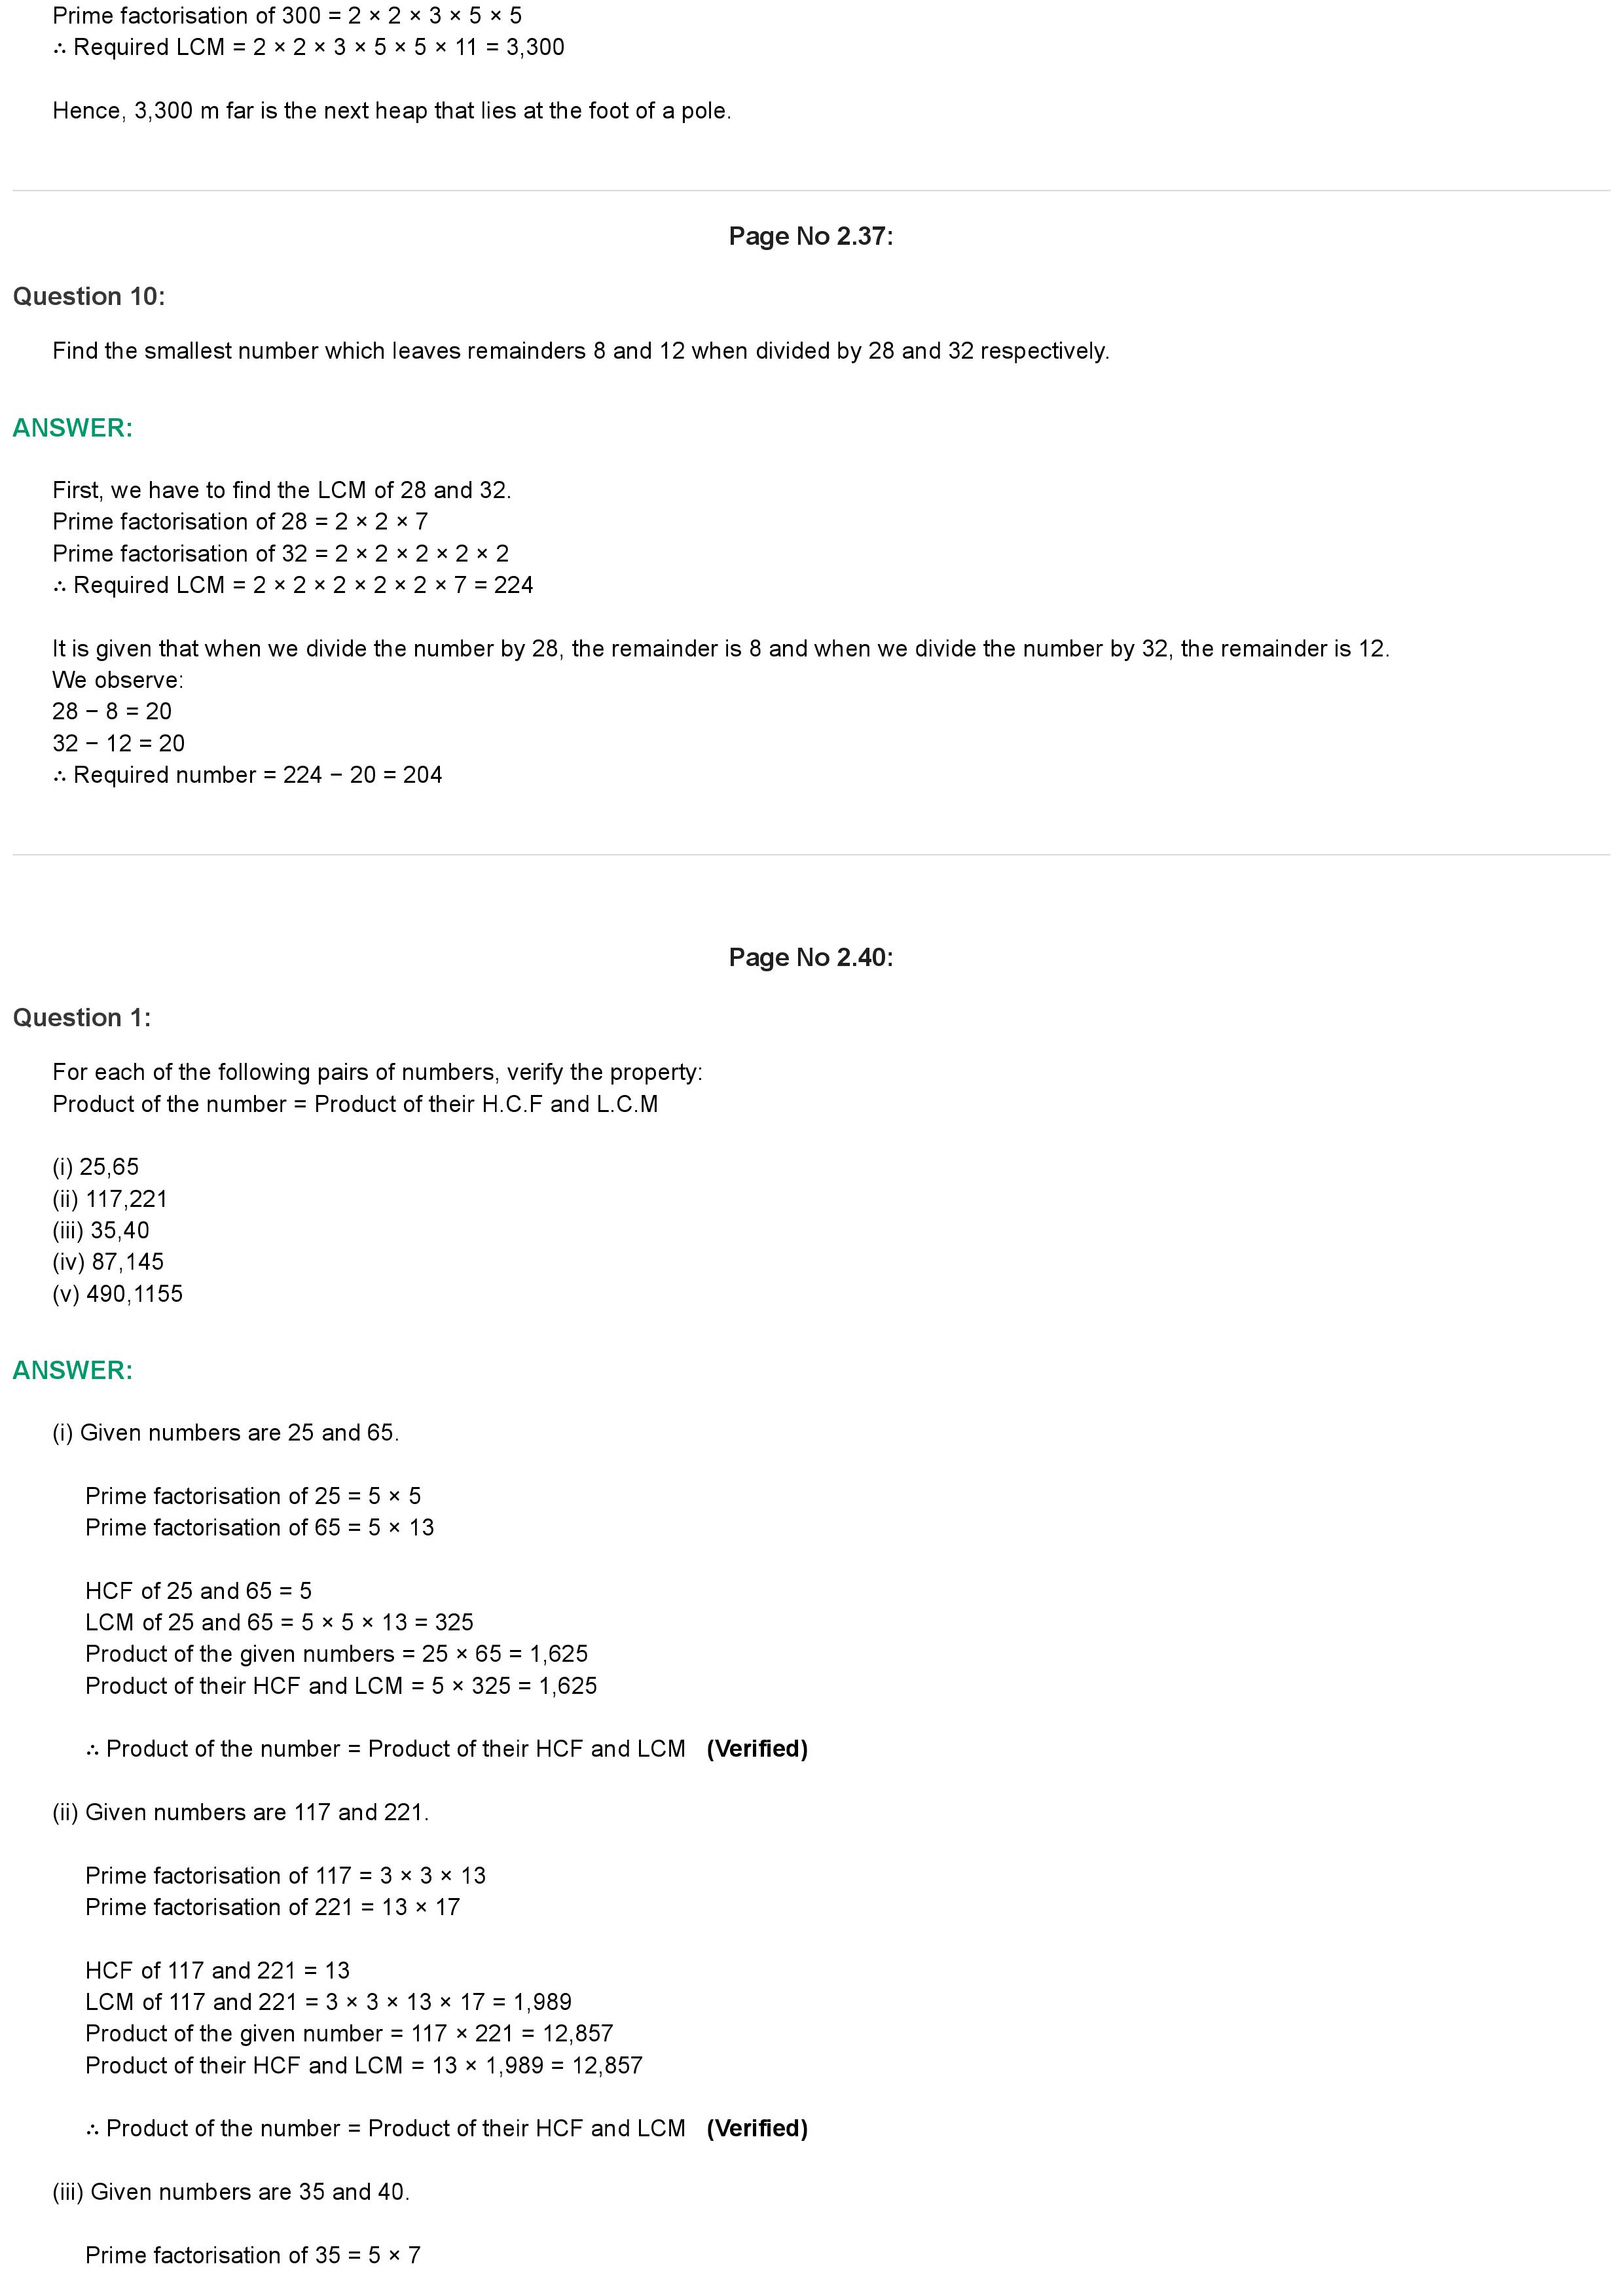 Prime factorisation of 300 = 2 × 2 × 3 × 5 × 5
∴ Required LCM = 2 × 2 × 3 × 5 × 5 × 11 = 3,300
Hence, 3,300 m far is the next heap that lies at the foot of a pole.
Page No 2.37:
Question 10:
Find the smallest number which leaves remainders 8 and 12 when divided by 28 and 32 respectively.
ANSWER:
First, we have to find the LCM of 28 and 32.
Prime factorisation of 28 = 2 × 2 × 7
Prime factorisation of 32 = 2 × 2 × 2 × 2 × 2
∴ Required LCM = 2 × 2 × 2 × 2 × 2 × 7 = 224
It is given that when we divide the number by 28, the remainder is 8 and when we divide the number by 32, the remainder is 12.
We observe:
28 − 8 = 20
32 − 12 = 20
∴ Required number = 224 − 20 = 204
Page No 2.40:
Question 1:
For each of the following pairs of numbers, verify the property:
Product of the number = Product of their H.C.F and L.C.M
(i) 25,65
(ii) 117,221
(iii) 35,40
(iv) 87,145
(v) 490,1155
ANSWER:
(i) Given numbers are 25 and 65.
Prime factorisation of 25 = 5 × 5
Prime factorisation of 65 = 5 × 13
HCF of 25 and 65 = 5
LCM of 25 and 65 = 5 × 5 × 13 = 325
Product of the given numbers = 25 × 65 = 1,625
Product of their HCF and LCM = 5 × 325 = 1,625
∴ Product of the number = Product of their HCF and LCM (Verified)
(ii) Given numbers are 117 and 221.
Prime factorisation of 117 = 3 × 3 × 13
Prime factorisation of 221 = 13 × 17
HCF of 117 and 221 = 13
LCM of 117 and 221 = 3 × 3 × 13 × 17 = 1,989
Product of the given number = 117 × 221 = 12,857
Product of their HCF and LCM = 13 × 1,989 = 12,857
∴ Product of the number = Product of their HCF and LCM (Verified)
(iii) Given numbers are 35 and 40.
Prime factorisation of 35 = 5 × 7